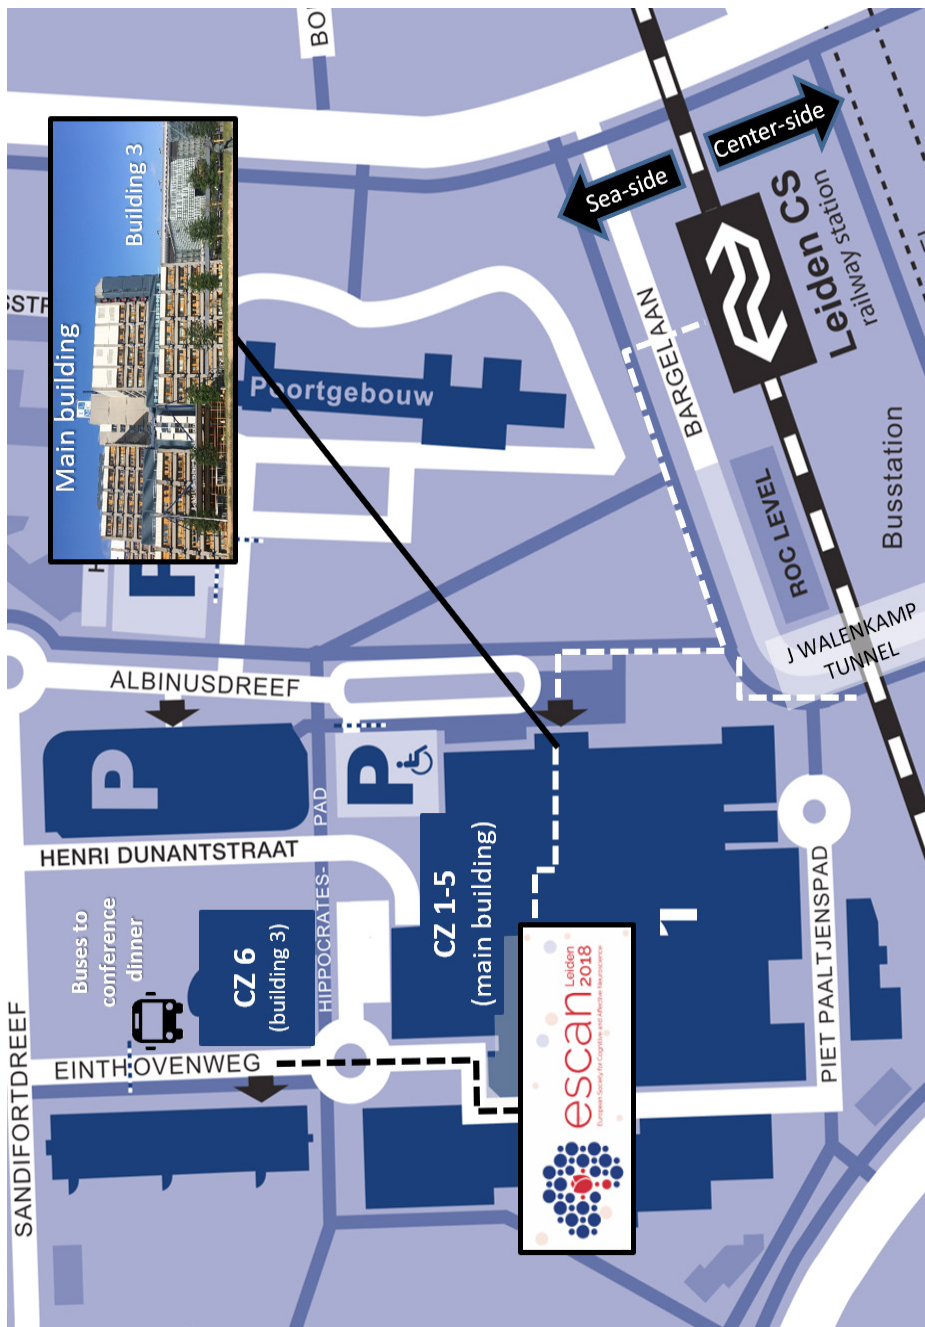 BO
SSTR
Main building
Building 3
Sea-side
Center-side
Leiden CS
railway station
BARGELAAN
Poortgebouw
ROC LEVEL
Busstation
J WALENKAMP
TUNNEL
H
P
ALBINUSDREEF
P
P
HIPPOCRATES-PAD
HENRI DUNANTSTRAAT
Buses to
conference
dinner
CZ 6
(building 3)
CZ 1-5
(main building)
1
EINTHOVENWEG
SANDIFORTDREEF
PIET PAALTJENSPAD
escan
Leiden
2018
European Society for Cognitive and Affective Neuroscience